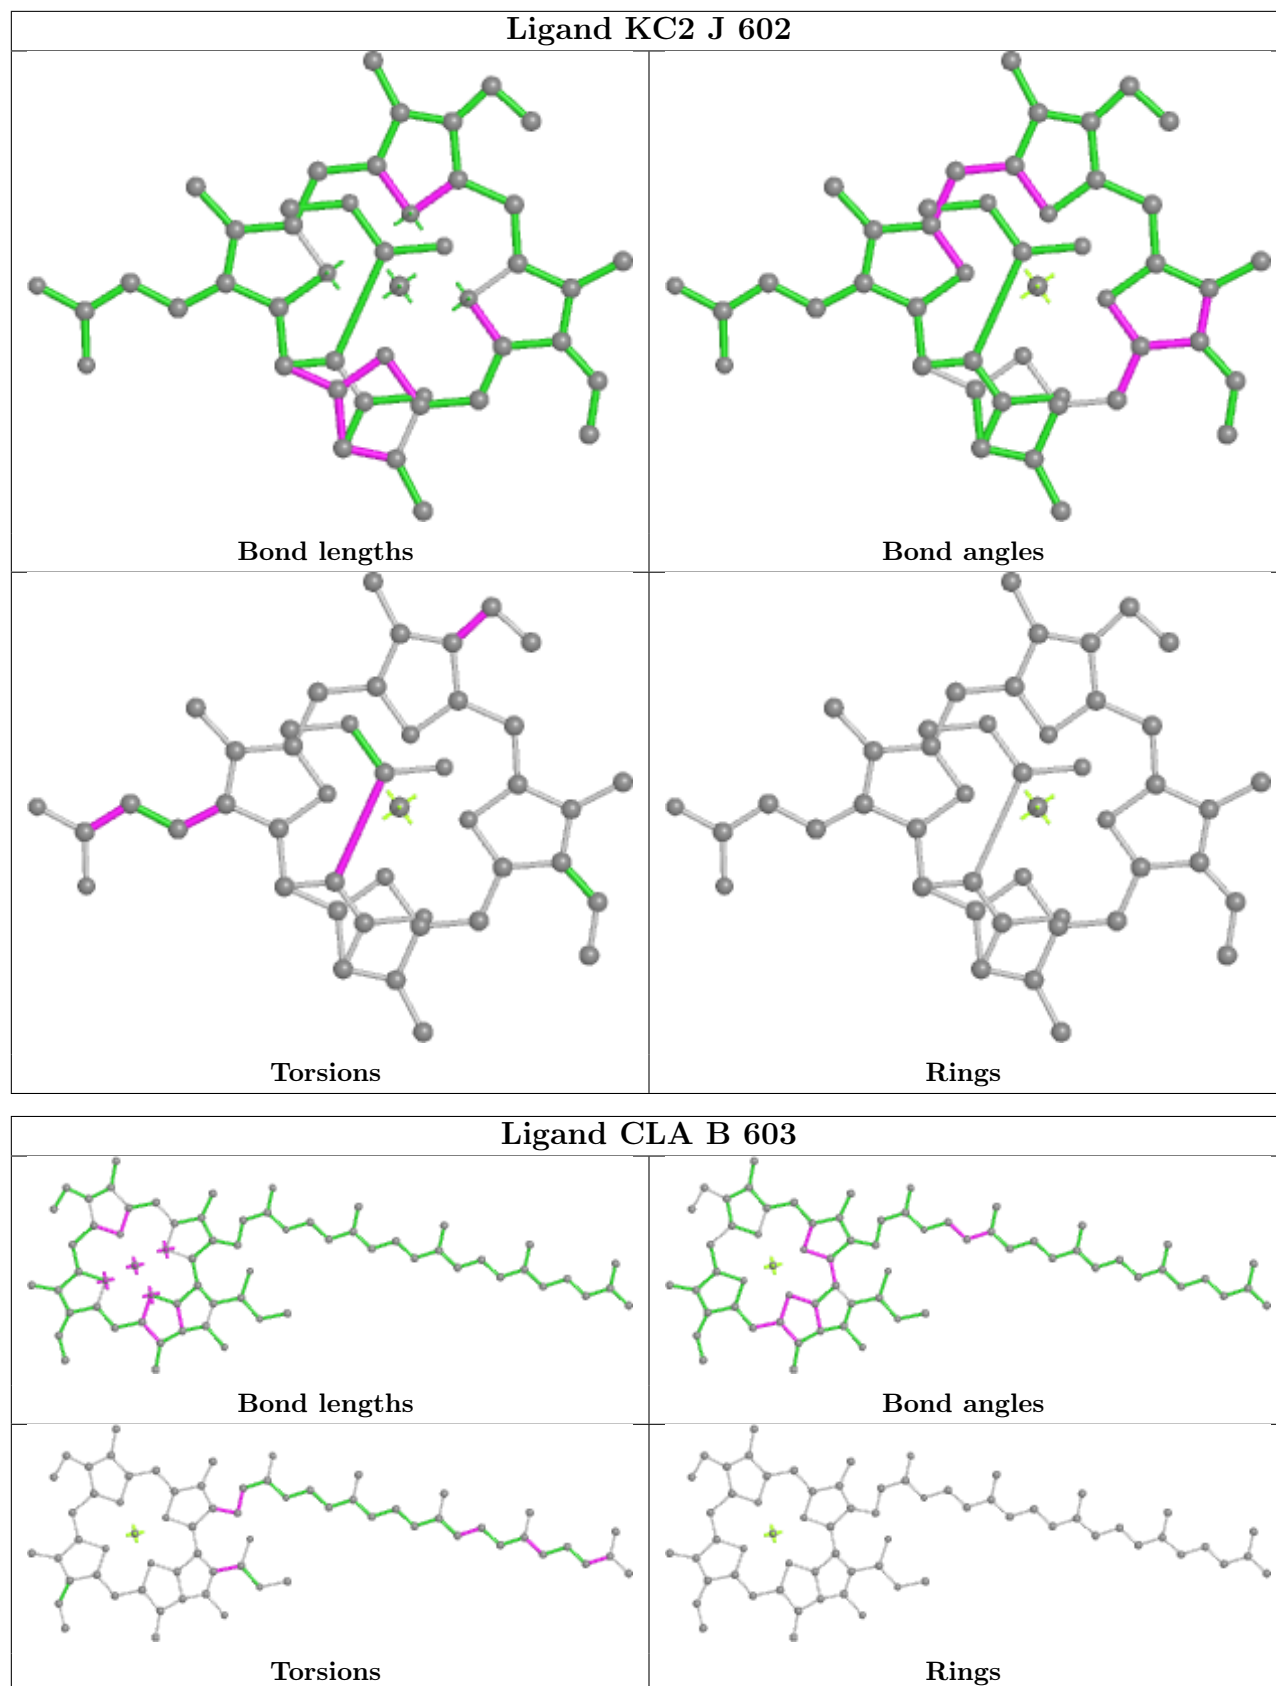 Ligand KC2 J 602
Bond lengths
Bond angles
Torsions
Rings
Ligand CLA B 603
Bond lengths
Bond angles
Torsions
Rings